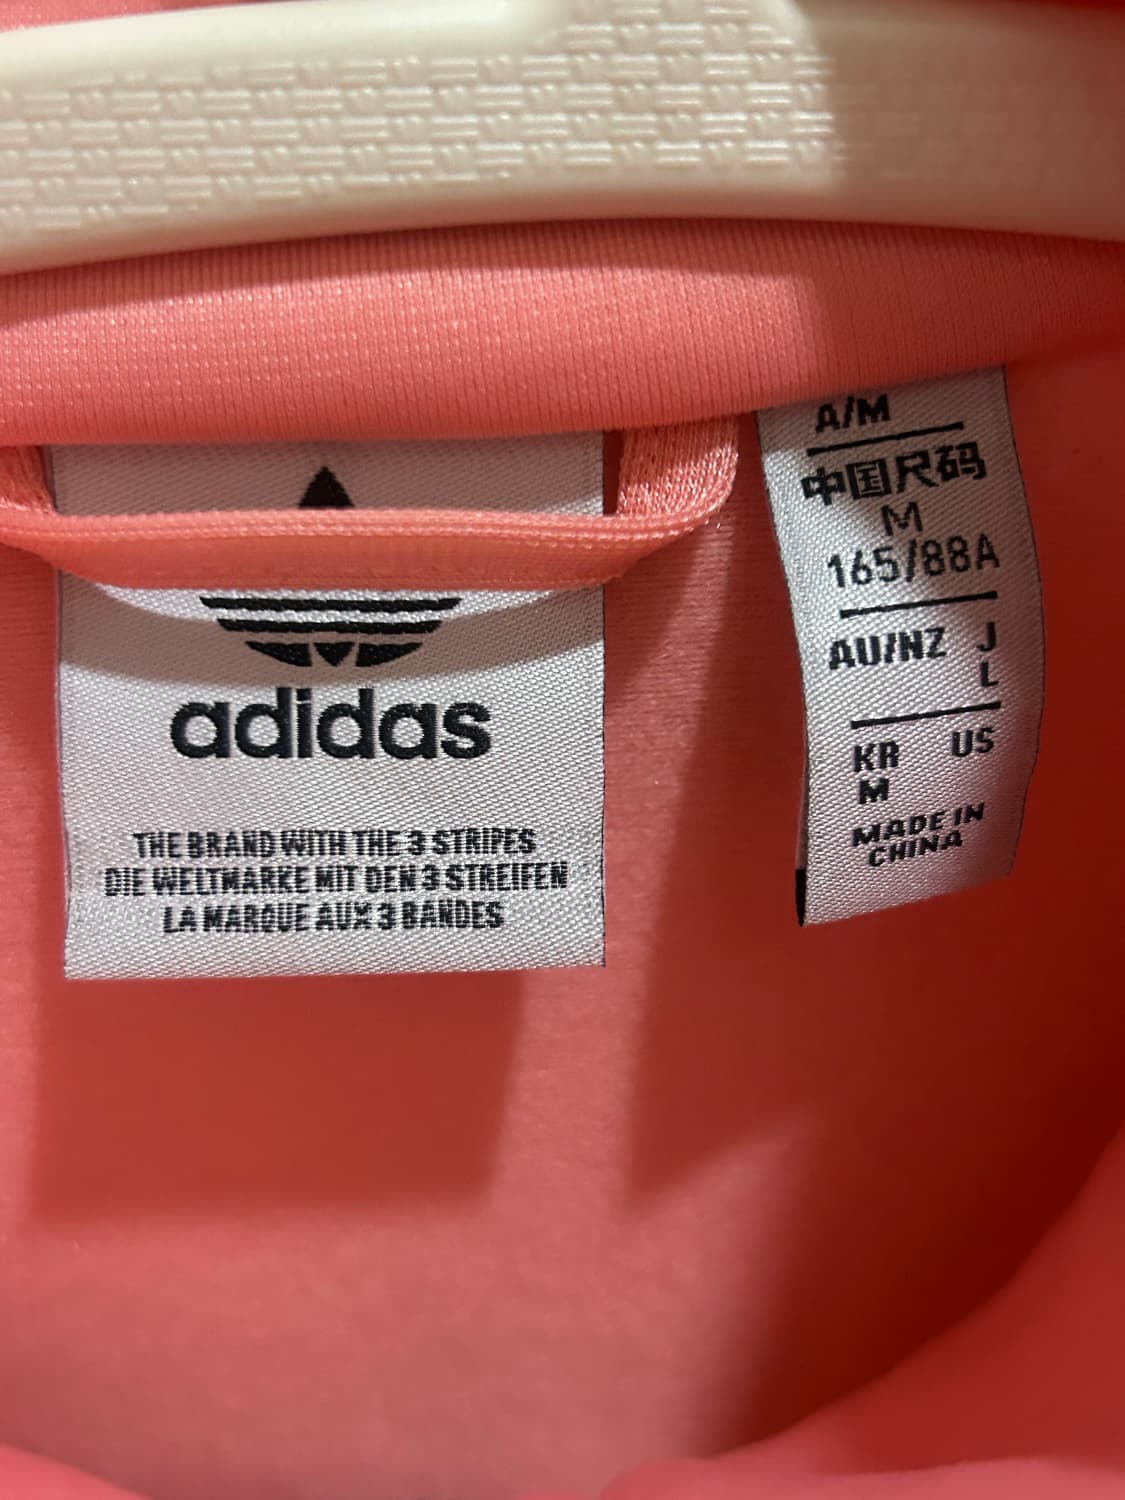 adidas
THE BRAND WITH THE 3 STRIPES
DIE WELTMARKE MIT DEN 3 STREIFEN
LA MARQUE AUX 3 BANDES
A/M
中国尺码
M
165/88A
AU/NZ J
L
KR US
M
MADE IN
CHINA